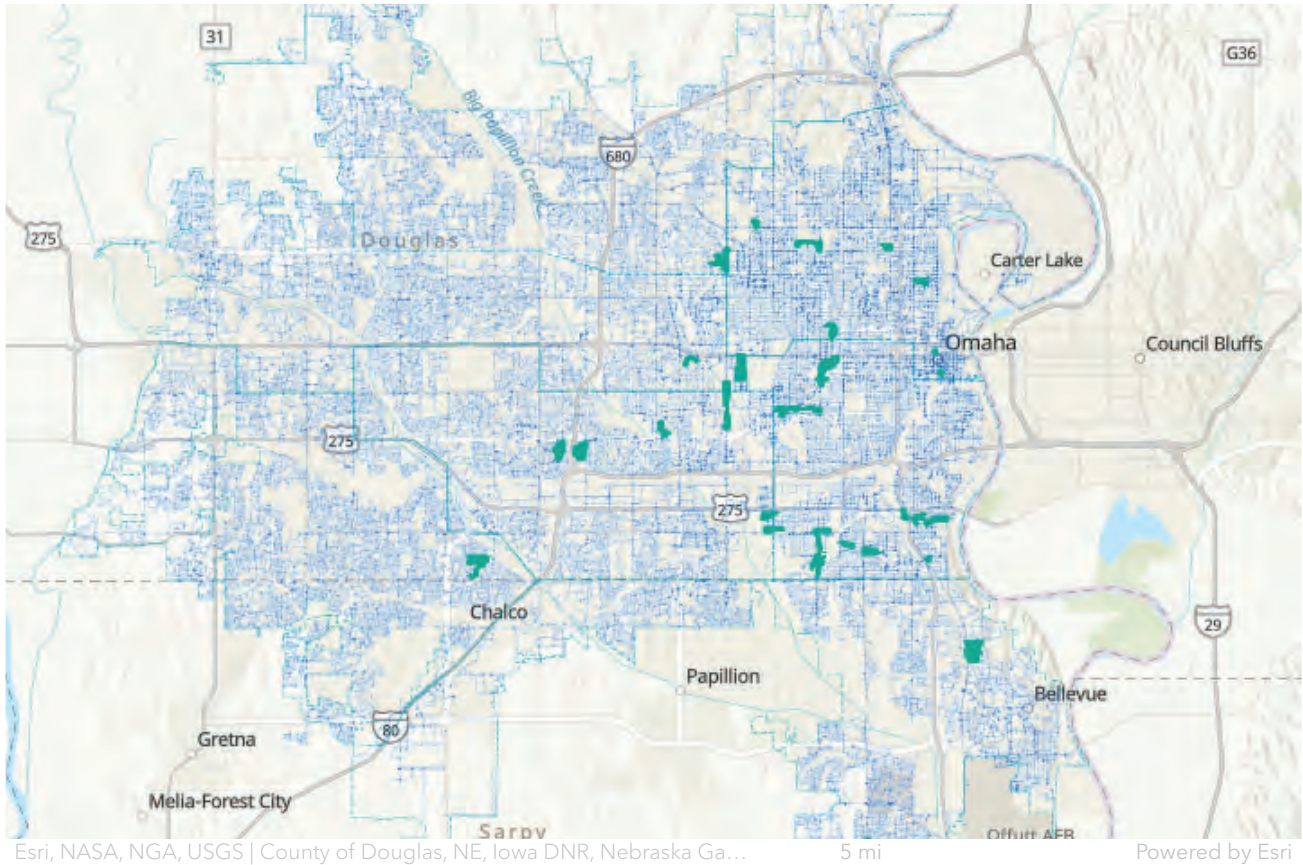 31
G36
Big Papillion Creek
680
275
Douglas
Carter Lake
Omaha
Council Bluffs
275
275
Chalco
29
Papillion
Bellevue
80
Gretna
Melia-Forest City
Sarpy
Offutt AFB
Esri, NASA, NGA, USGS | County of Douglas, NE, Iowa DNR, Nebraska Ga...
5 mi
Powered by Esri